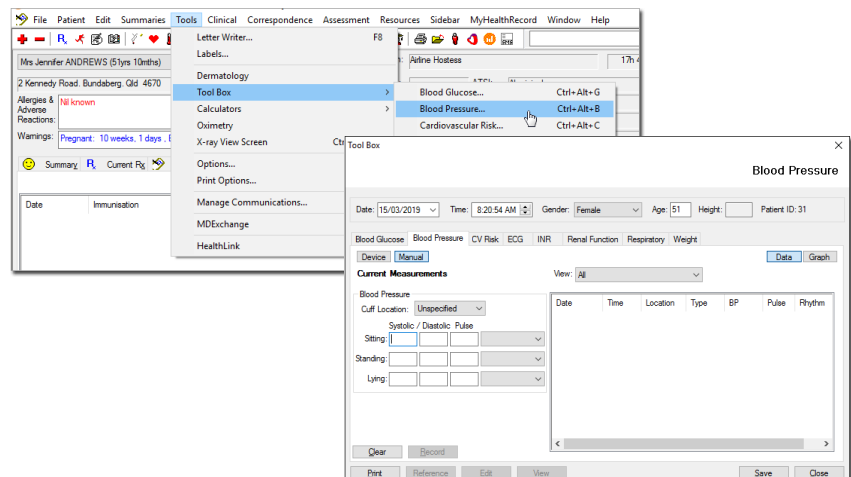 File Patient Edit Summaries Tools Clinical Correspondence Assessment Resources Sidebar MyHealthRecord Window Help
Mrs Jennifer ANDREWS (51yrs 10mths)
Airline Hostess
17h
2 Kennedy Road. Bundaberg. Qld 4670
Allergies &
Adverse
Reactions:
Nil known
Warnings:
Pregnant: 10 weeks, 1 days ,
Summary Rx Current Rx
Date Immunisation
Letter Writer... F8
Labels...
Dermatology
Tool Box
Calculators
Oximetry
X-ray View Screen
Options...
Print Options...
Manage Communications...
MDExchange
HealthLink
Blood Glucose... Ctrl+Alt+G
Blood Pressure... Ctrl+Alt+B
Cardiovascular Risk... Ctrl+Alt+C
Tool Box
Blood Pressure
Date: 15/03/2019 Time: 8:20:54 AM Gender: Female Age: 51 Height: Patient ID: 31
Blood Glucose Blood Pressure CV Risk ECG INR Renal Function Respiratory Weight
Device Manual Data Graph
Current Measurements View: All
Blood Pressure
Cuff Location: Unspecified
Systolic / Diastolic Pulse
Sitting:
Standing:
Lying:
Date Time Location Type BP Pulse Rhythm
Clear Record
Print Reference Edit View Save Close